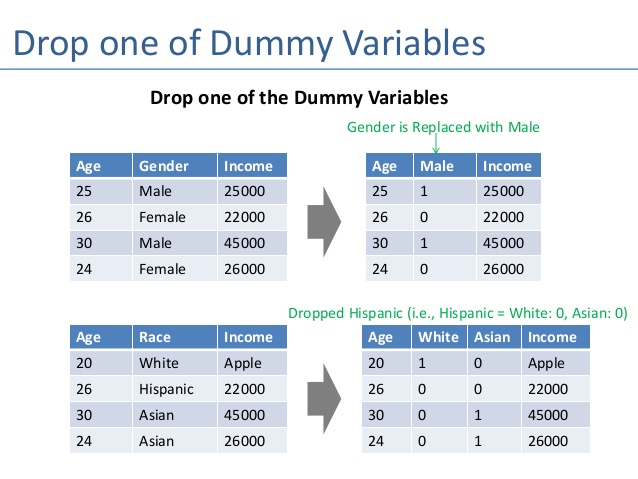 Drop one of Dummy Variables
Drop one of the Dummy Variables
Gender is Replaced with Male
Age Gender Income
25 Male 25000
26 Female 22000
30 Male 45000
24 Female 26000
Age Male Income
25 1 25000
26 0 22000
30 1 45000
24 0 26000
Dropped Hispanic (i.e., Hispanic = White: 0, Asian: 0)
Age Race Income
20 White Apple
26 Hispanic 22000
30 Asian 45000
24 Asian 26000
Age White Asian Income
20 1 0 Apple
26 0 0 22000
30 0 1 45000
24 0 1 26000